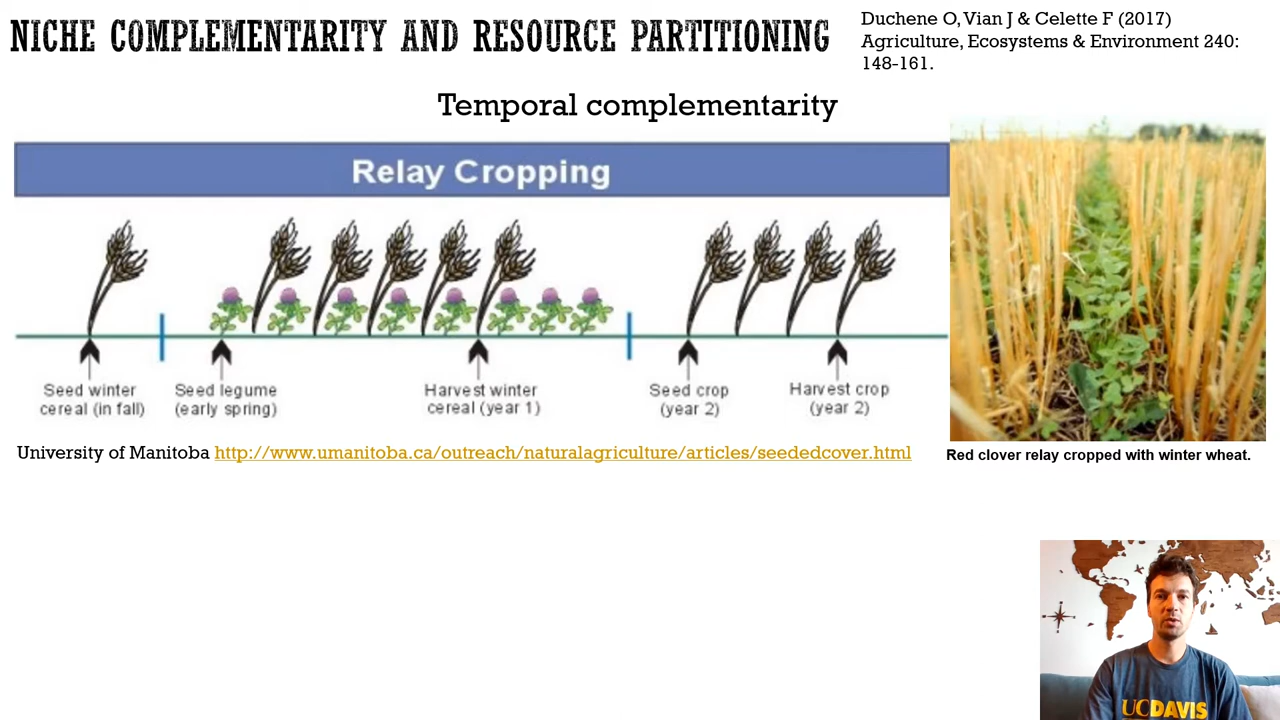 NICHE COMPLEMENTARITY AND RESOURCE PARTITIONING
Duchene O, Vian J & Celette F (2017)
Agriculture, Ecosystems & Environment 240:
148-161.
Temporal complementarity
Relay Cropping
Seed winter
cereal (in fall)
Seed legume
(early spring)
Harvest winter
cereal (year 1)
Seed crop
(year 2)
Harvest crop
(year 2)
University of Manitoba http://www.umanitoba.ca/outreach/naturalagriculture/articles/seededcover.html
Red clover relay cropped with winter wheat.
UCDAVIS